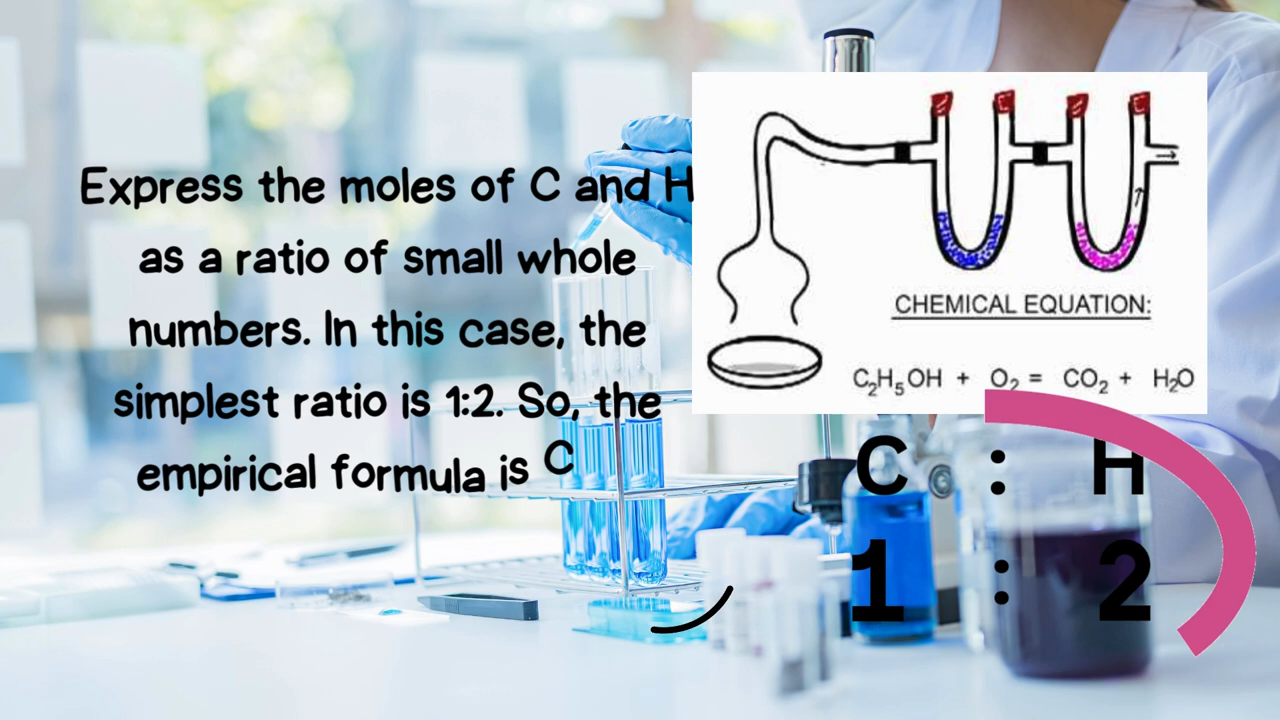 Express the moles of C and H
as a ratio of small whole
numbers. In this case, the
simplest ratio is 1:2. So, the
empirical formula is C
CHEMICAL EQUATION:
C₂H₅OH + O₂ = CO₂ + H₂O
C : H
1 : 2